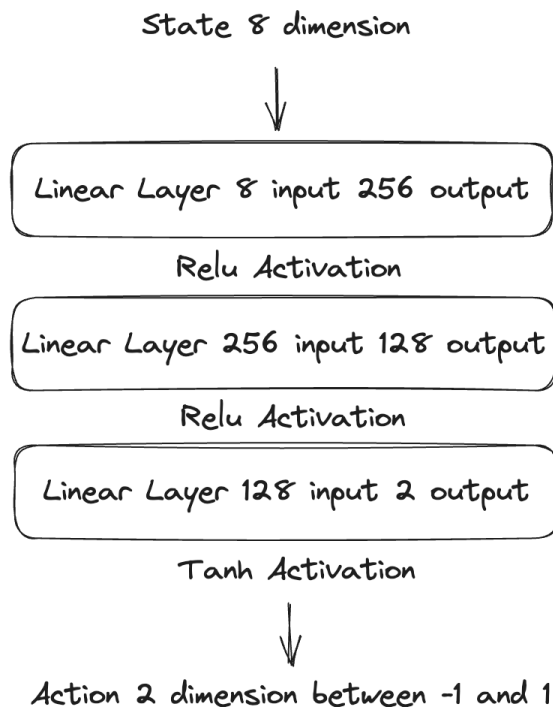 State 8 dimension
Linear Layer 8 input 256 output
Relu Activation
Linear Layer 256 input 128 output
Relu Activation
Linear Layer 128 input 2 output
Tanh Activation
Action 2 dimension between -1 and 1